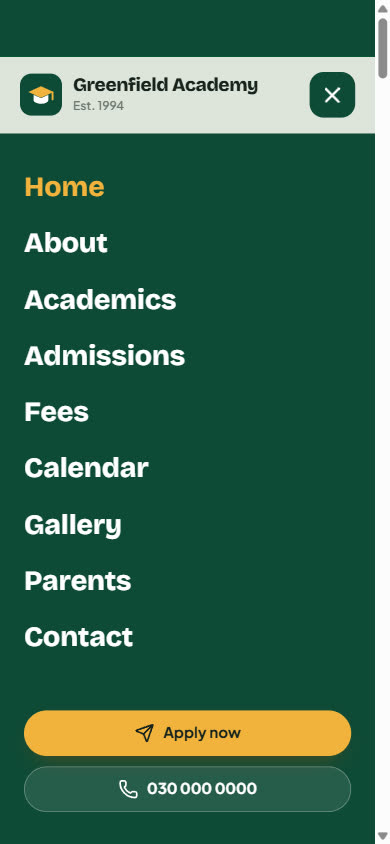 Greenfield Academy
Est. 1994
Home
About
Academics
Admissions
Fees
Calendar
Gallery
Parents
Contact
Apply now
030 000 0000